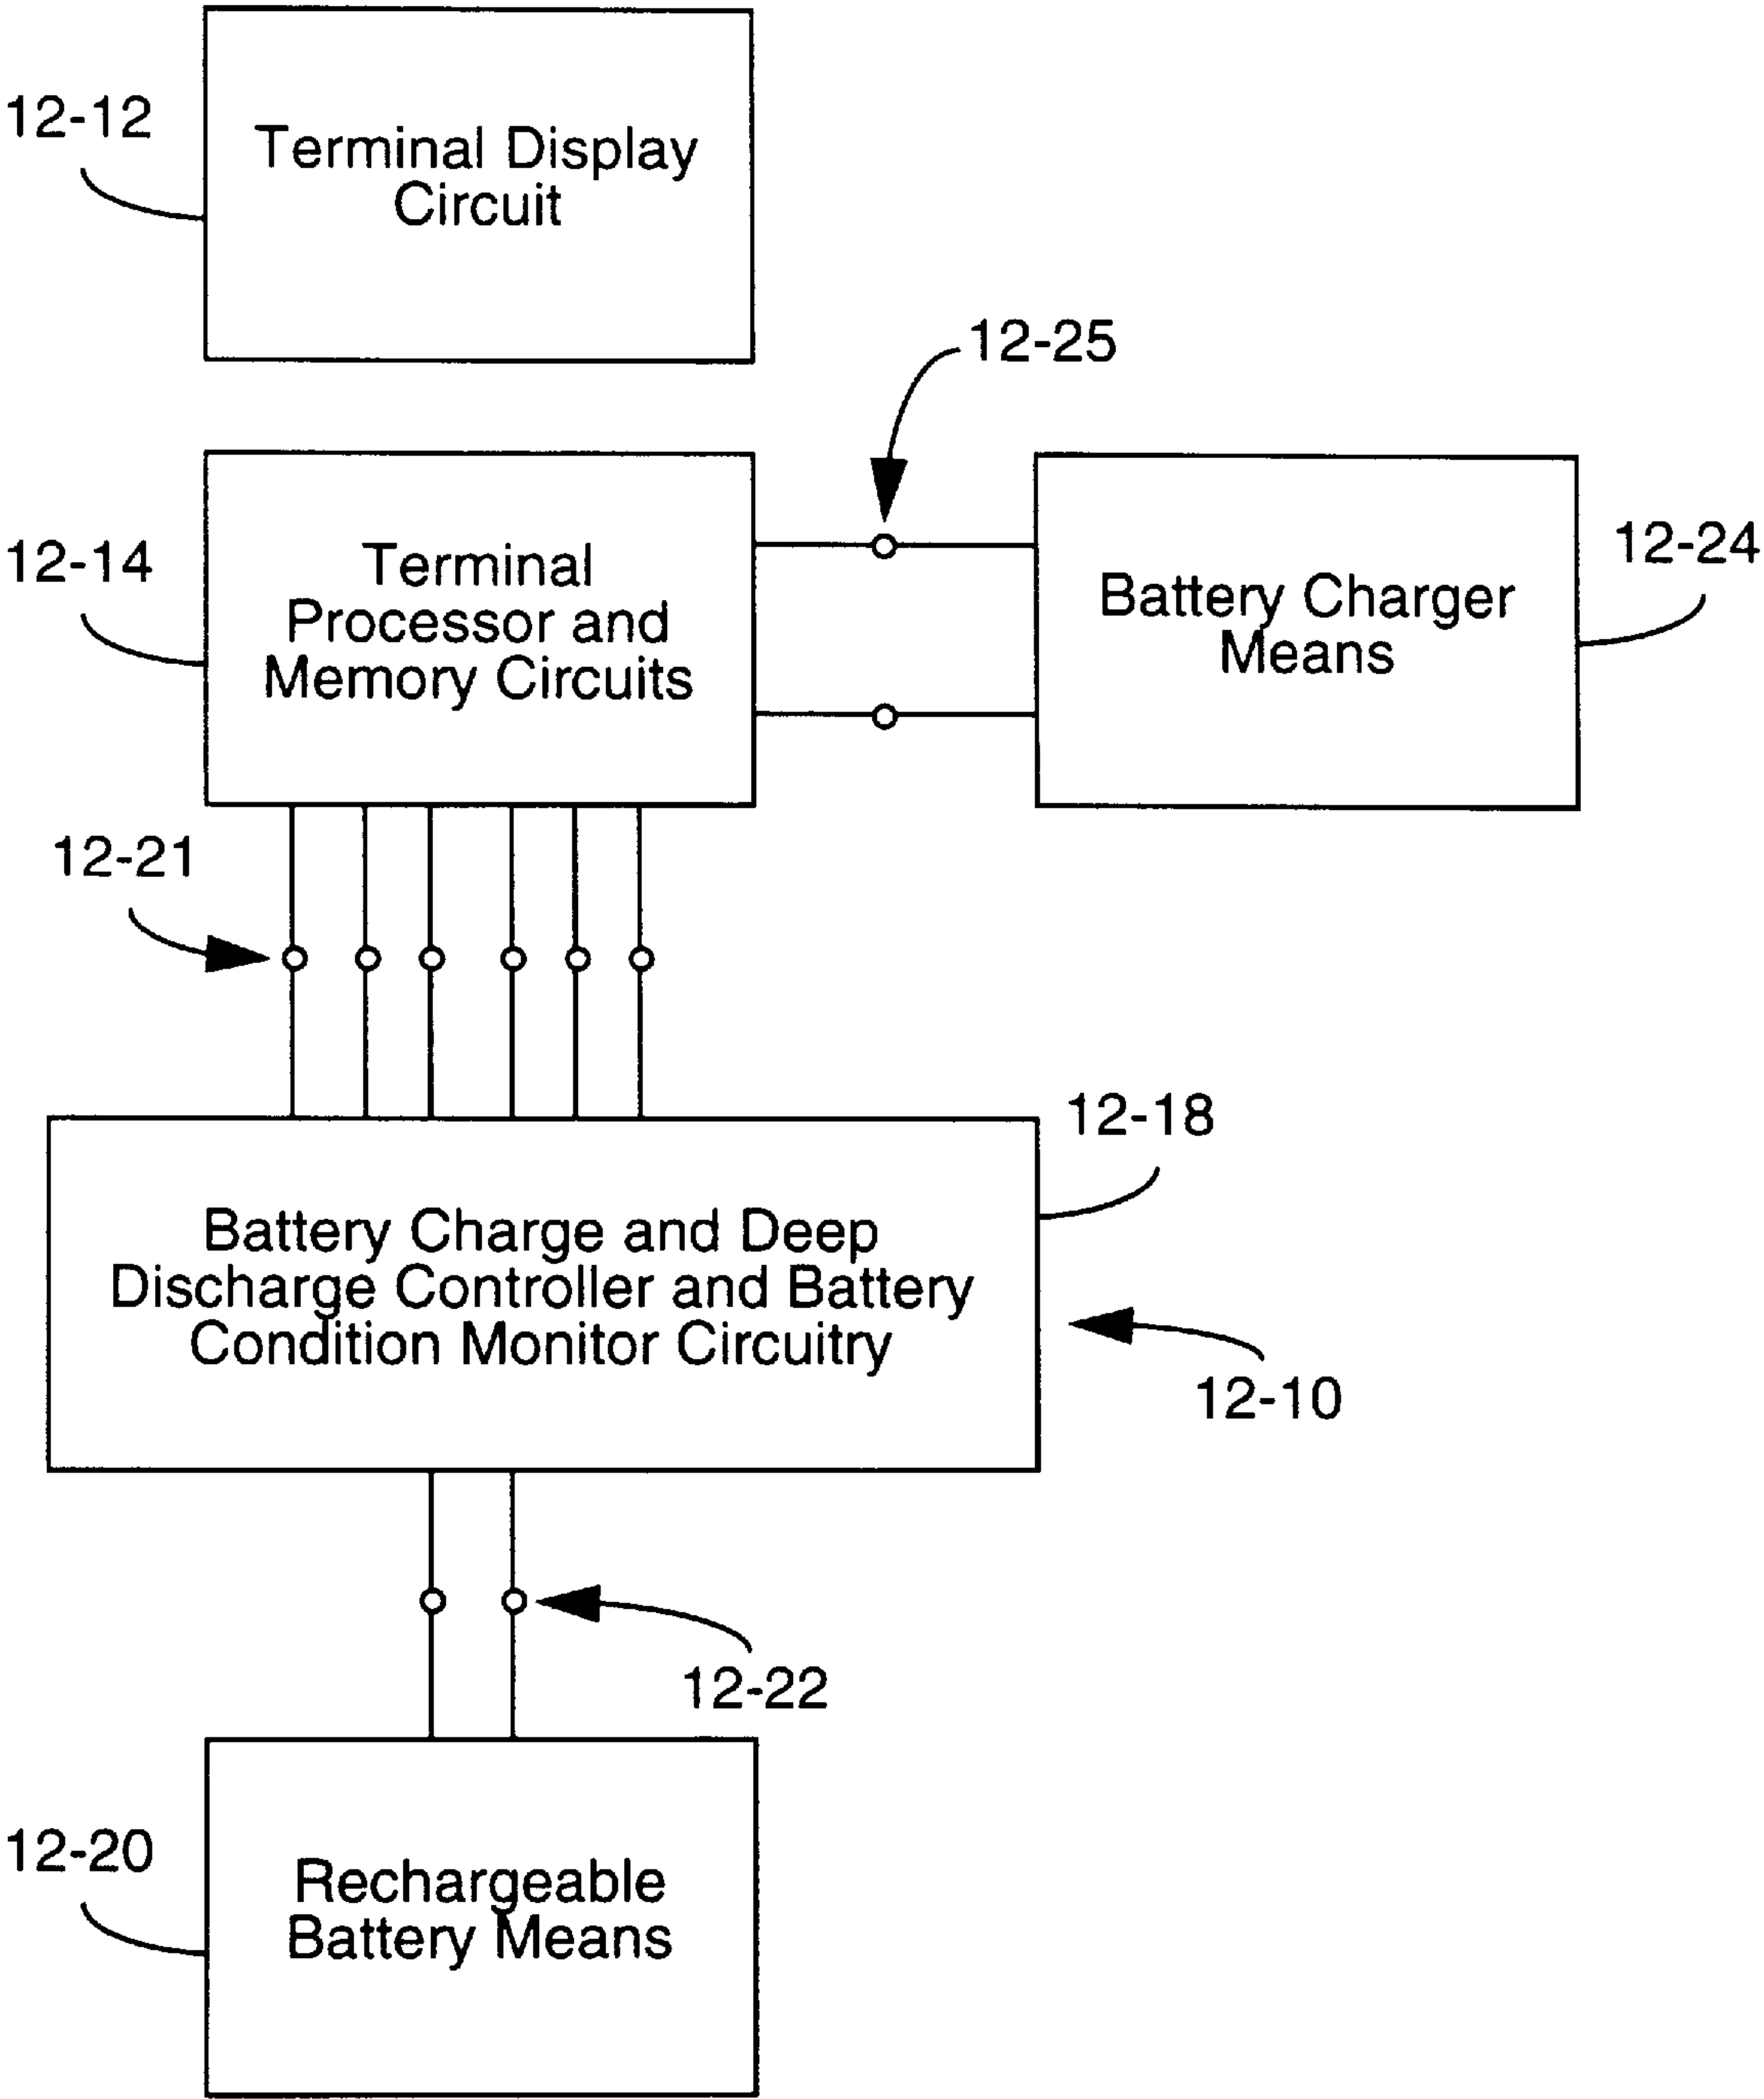 12-12
Terminal Display
Circuit
12-25
12-14
Terminal
Processor and
Memory Circuits
Battery Charger
Means
12-24
12-21
12-18
Battery Charge and Deep
Discharge Controller and Battery
Condition Monitor Circuitry
12-10
12-22
12-20
Rechargeable
Battery Means